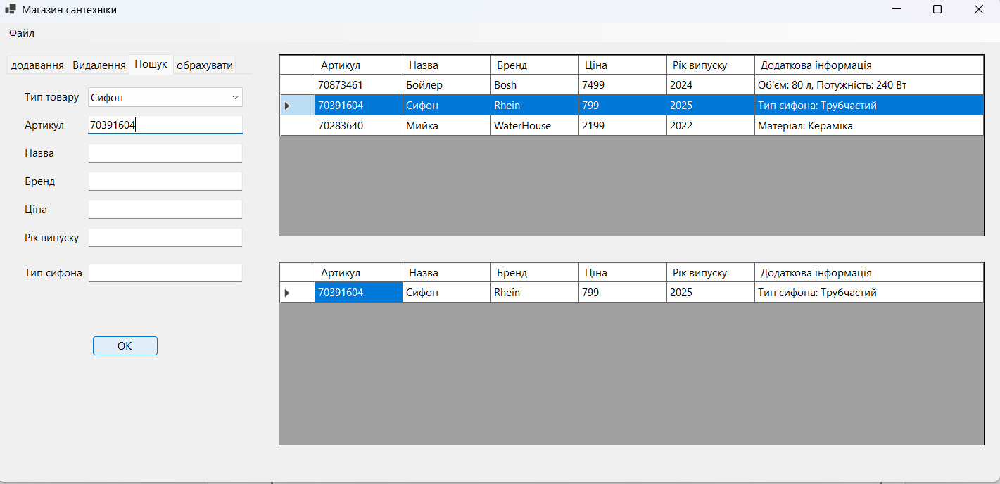 Магазин сантехніки
Файл
додавання Видалення Пошук обрахувати
Тип товару Сифон
Артикул 70391604
Назва
Бренд
Ціна
Рік випуску
Тип сифона
OK
Артикул Назва Бренд Ціна Рік випуску Додаткова інформація
70873461 Бойлер Bosh 7499 2024 Об'єм: 80 л, Потужність: 240 Вт
70391604 Сифон Rhein 799 2025 Тип сифона: Трубчастий
70283640 Мийка WaterHouse 2199 2022 Матеріал: Кераміка
Артикул Назва Бренд Ціна Рік випуску Додаткова інформація
70391604 Сифон Rhein 799 2025 Тип сифона: Трубчастий